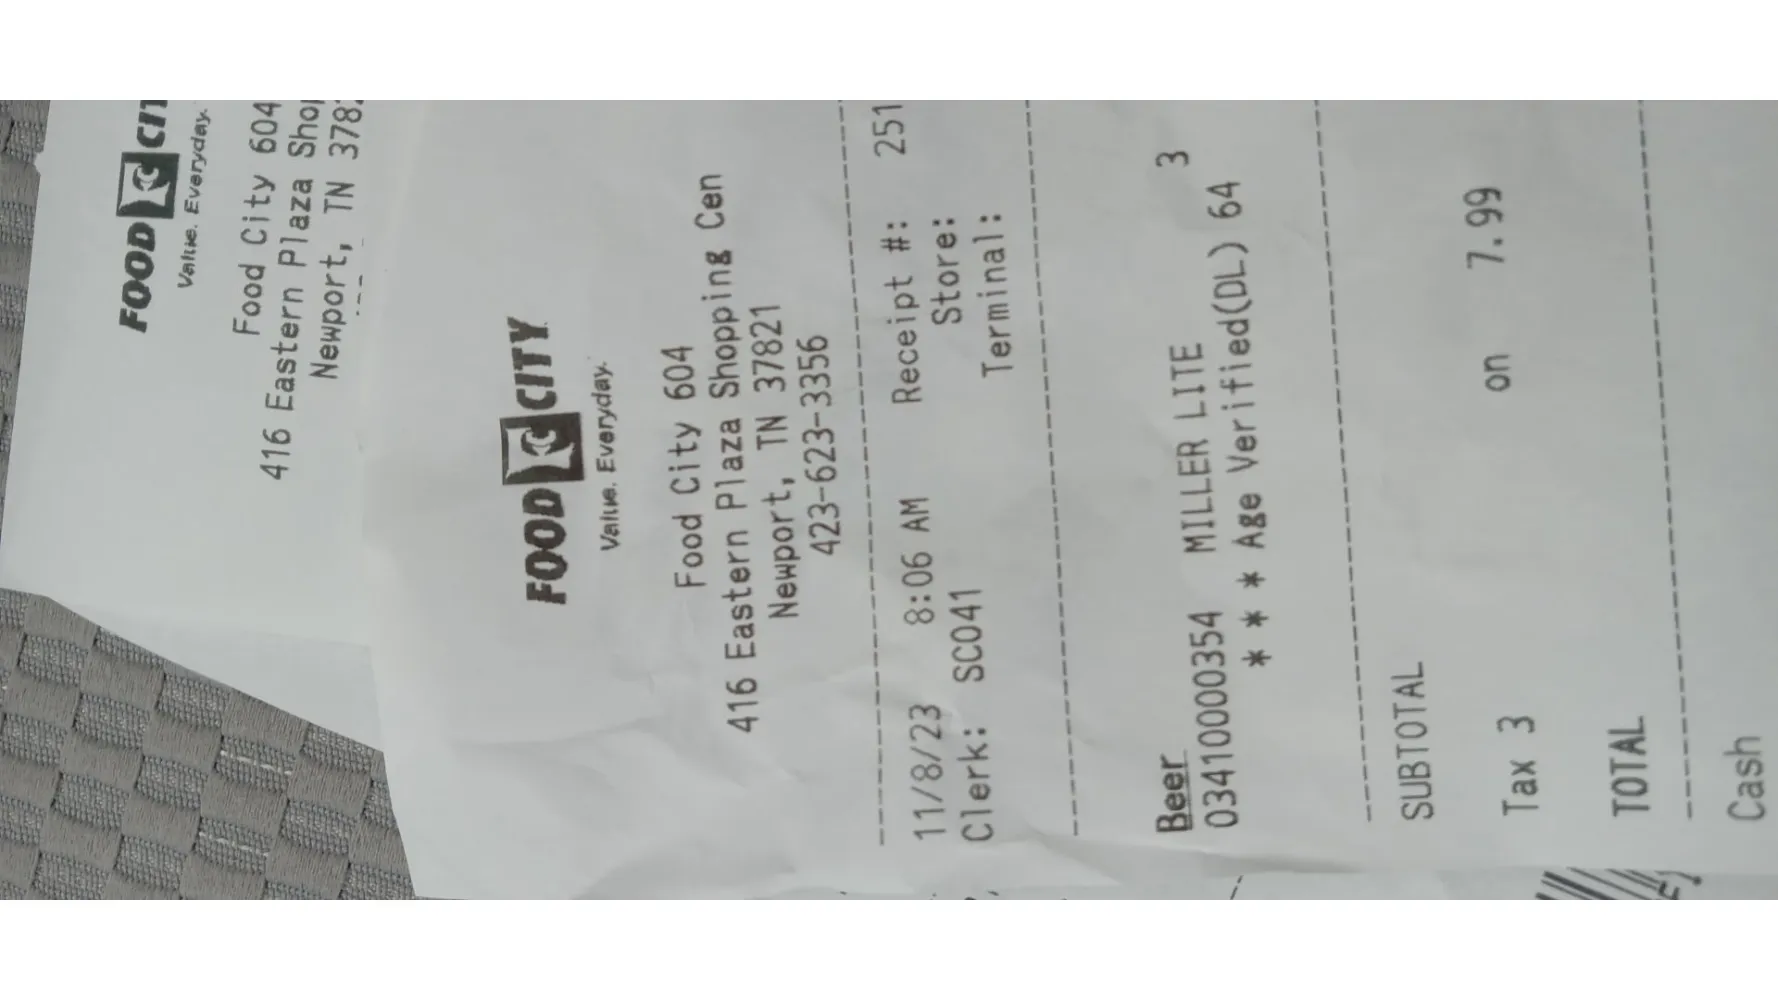 FOOD CIT
Value. Everyday.
Food City 604
416 Eastern Plaza Shop
Newport, TN 378
FOOD CITY
Value. Everyday.
Food City 604
416 Eastern Plaza Shopping Cen
Newport, TN 37821
423-623-3356
11/8/23 8:06 AM Receipt #: 251
Clerk: SCO41 Store:
Terminal:
Beer
03410000354 MILLER LITE 3
* * * Age Verified(DL) 64
SUBTOTAL
Tax 3 on 7.99
TOTAL
Cash